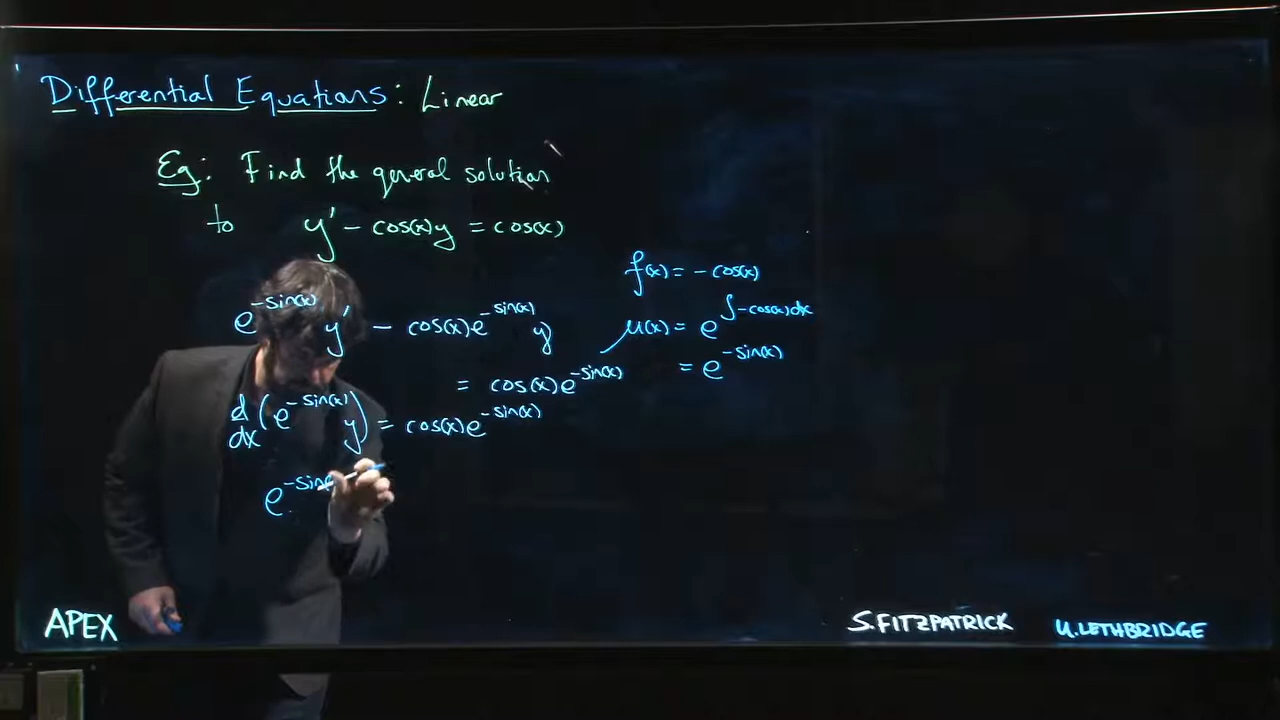 Differential Equations: Linear
Eg: Find the general solution
to y' - cos(x)y = cos(x)
f(x) = -cos(x)
μ(x) = e^{∫-cos(x)dx}
= e^{-sin(x)}
e^{-sin(x)} y' - cos(x)e^{-sin(x)} y
= cos(x)e^{-sin(x)}
d/dx (e^{-sin(x)} y) = cos(x)e^{-sin(x)}
e^{-sin
APEX
S.FITZPATRICK
U.LETHBRIDGE